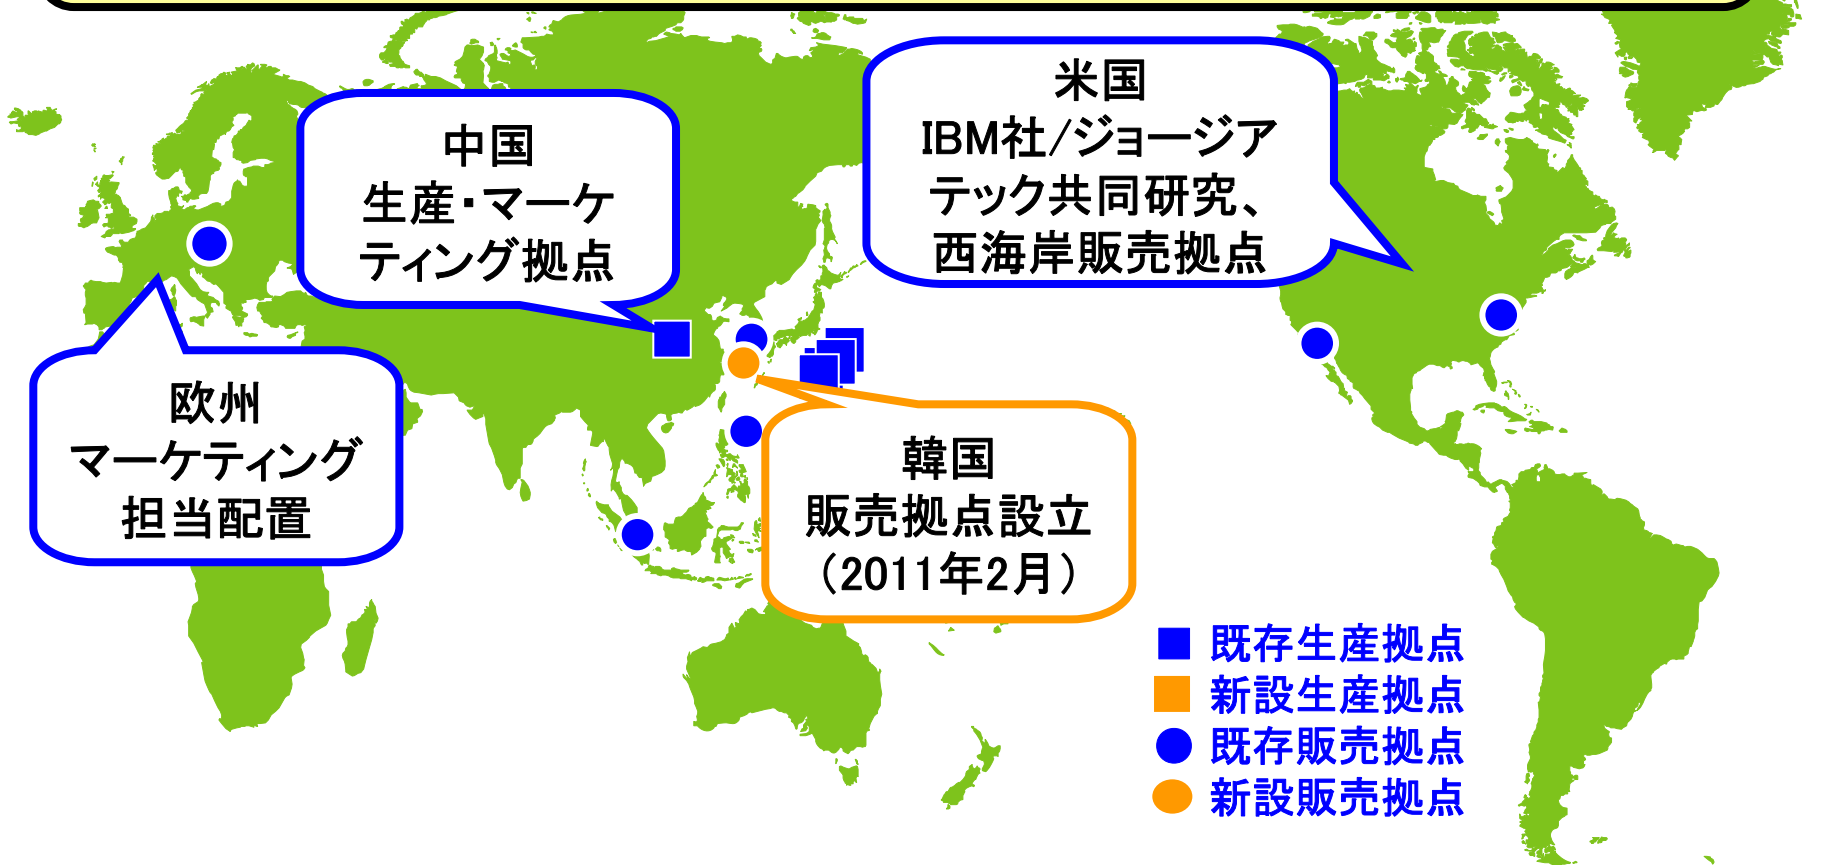 米国
IBM社/ジョージア
テック共同研究、
西海岸販売拠点
中国
生産・マーケ
ティング拠点
欧州
マーケティング
担当配置
韓国
販売拠点設立
（2011年2月）
既存生産拠点
新設生産拠点
既存販売拠点
新設販売拠点